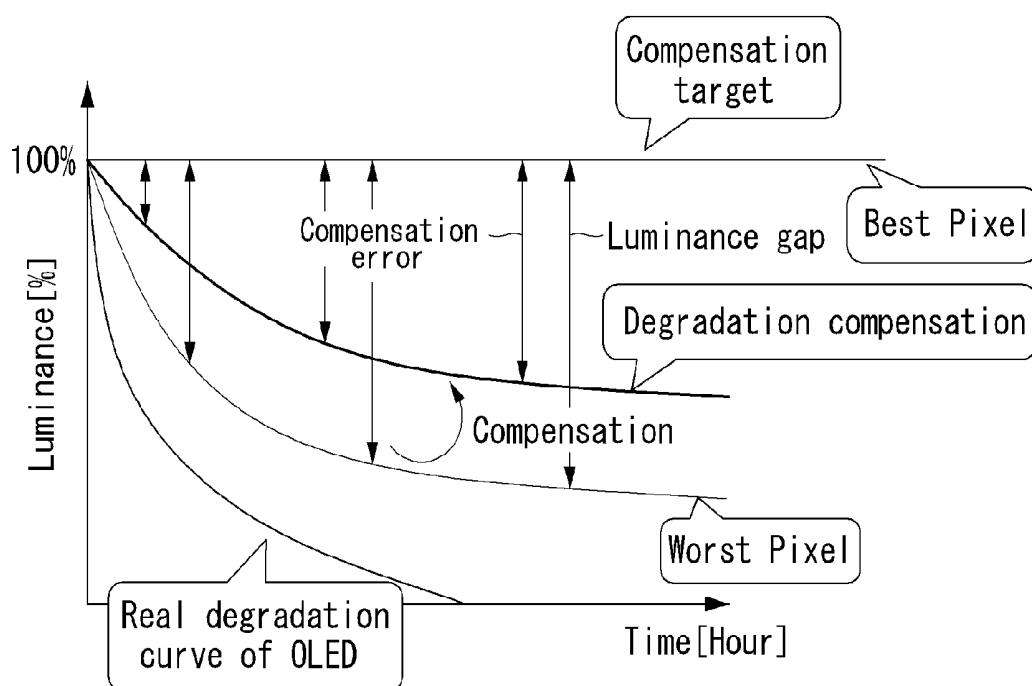 Compensation
target
100%
Best Pixel
Compensation
error
Luminance gap
Luminance[%]
Degradation compensation
Compensation
Worst Pixel
Real degradation
curve of OLED
Time[Hour]